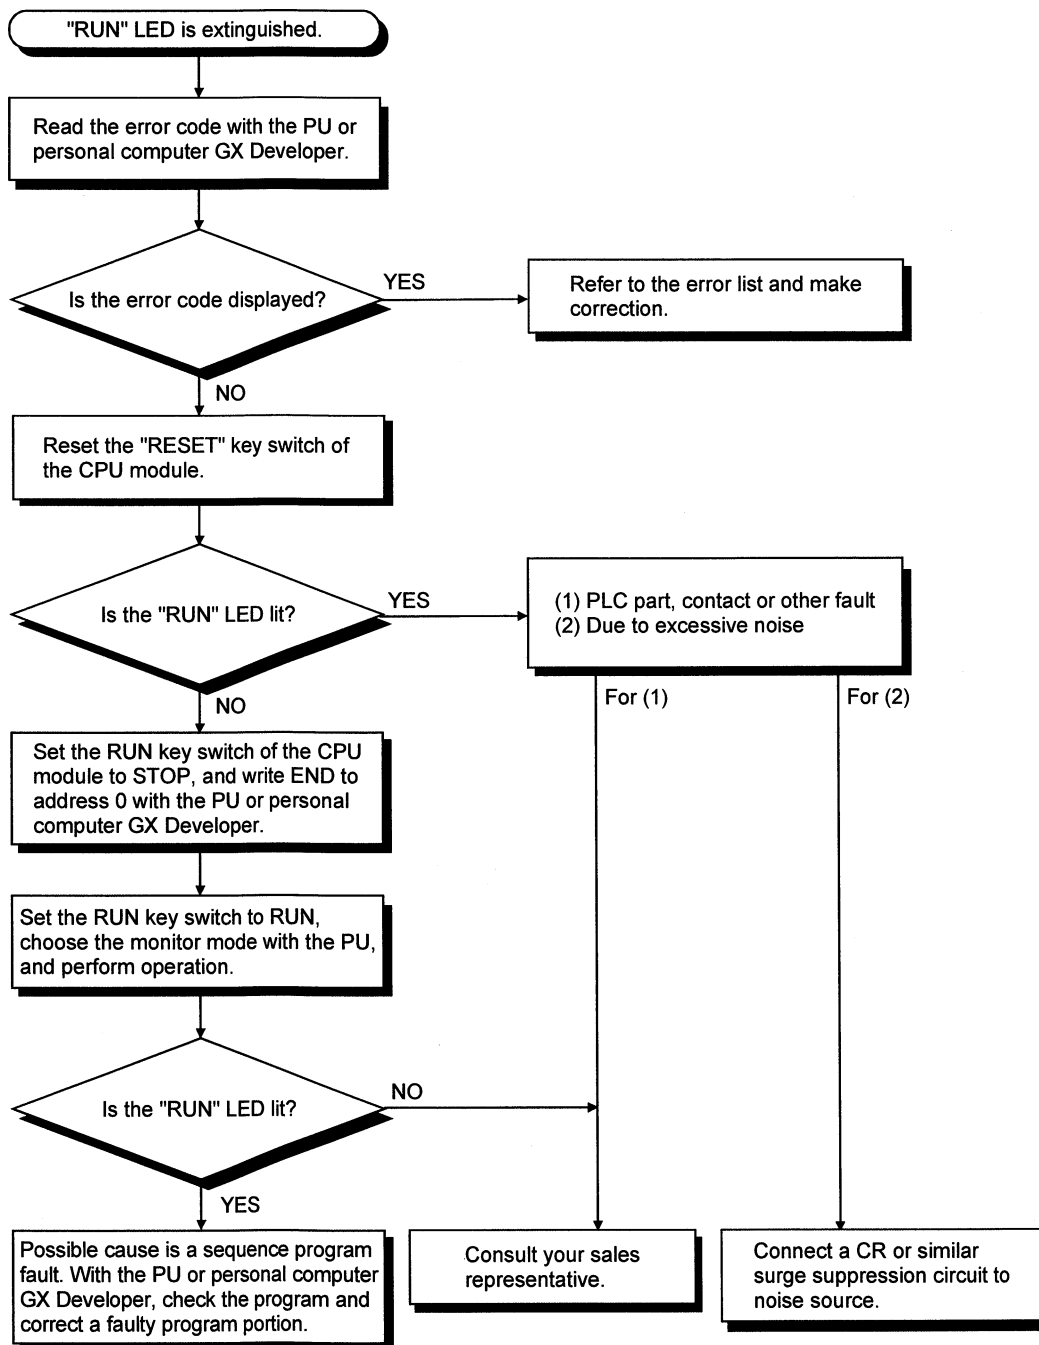 "RUN" LED is extinguished.
Read the error code with the PU or
personal computer GX Developer.
Is the error code displayed?
YES
Refer to the error list and make
correction.
NO
Reset the "RESET" key switch of
the CPU module.
Is the "RUN" LED lit?
YES
(1) PLC part, contact or other fault
(2) Due to excessive noise
For (1)
For (2)
NO
Set the RUN key switch of the CPU
module to STOP, and write END to
address 0 with the PU or personal
computer GX Developer.
Set the RUN key switch to RUN,
choose the monitor mode with the PU,
and perform operation.
Is the "RUN" LED lit?
NO
YES
Possible cause is a sequence program
fault. With the PU or personal computer
GX Developer, check the program and
correct a faulty program portion.
Consult your sales
representative.
Connect a CR or similar
surge suppression circuit to
noise source.